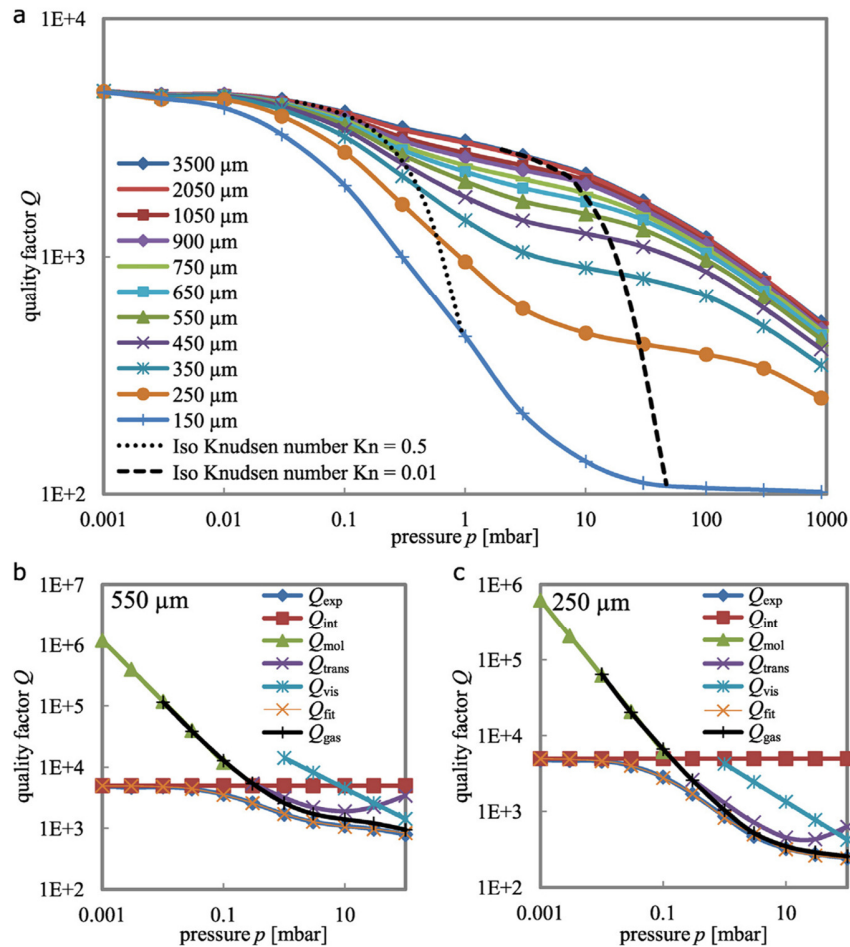 a
1E+4
1E+3
1E+2
quality factor Q
3500 µm
2050 µm
1050 µm
900 µm
750 µm
650 µm
550 µm
450 µm
350 µm
250 µm
150 µm
Iso Knudsen number Kn = 0.5
Iso Knudsen number Kn = 0.01
0.001 0.01 0.1 1 10 100 1000
pressure p [mbar]
b
550 µm
1E+7
1E+6
1E+5
1E+4
1E+3
1E+2
quality factor Q
Qexp
Qint
Qmol
Qtrans
Qvis
Qfit
Qgas
0.001 0.1 10
pressure p [mbar]
c
250 µm
1E+6
1E+5
1E+4
1E+3
1E+2
quality factor Q
Qexp
Qint
Qmol
Qtrans
Qvis
Qfit
Qgas
0.001 0.1 10
pressure p [mbar]